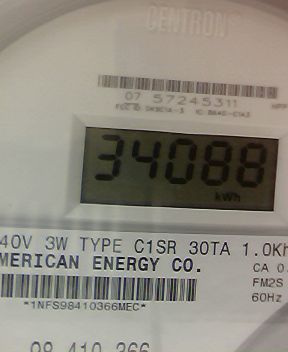 CENTRON®
07 57245311
34088
kWh
40V 3W TYPE C1SR 30TA 1.0Kh
MERICAN ENERGY CO.
CA 0.
FM2S
60Hz
*1NFS98410366MEC*
98 410 366